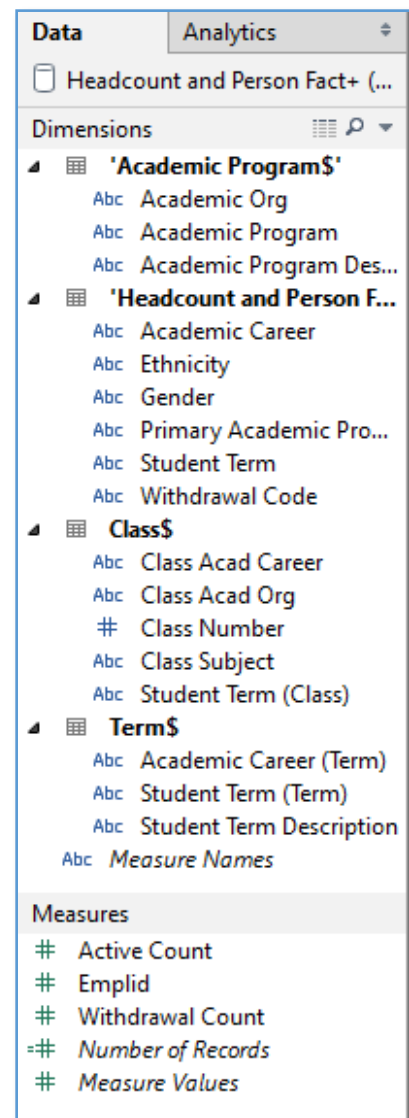 Data Analytics
Headcount and Person Fact+ (...
Dimensions
'Academic Program$'
Abc Academic Org
Abc Academic Program
Abc Academic Program Des...
'Headcount and Person F...
Abc Academic Career
Abc Ethnicity
Abc Gender
Abc Primary Academic Pro...
Abc Student Term
Abc Withdrawal Code
Class$
Abc Class Acad Career
Abc Class Acad Org
# Class Number
Abc Class Subject
Abc Student Term (Class)
Term$
Abc Academic Career (Term)
Abc Student Term (Term)
Abc Student Term Description
Abc Measure Names
Measures
# Active Count
# Emplid
# Withdrawal Count
=# Number of Records
# Measure Values